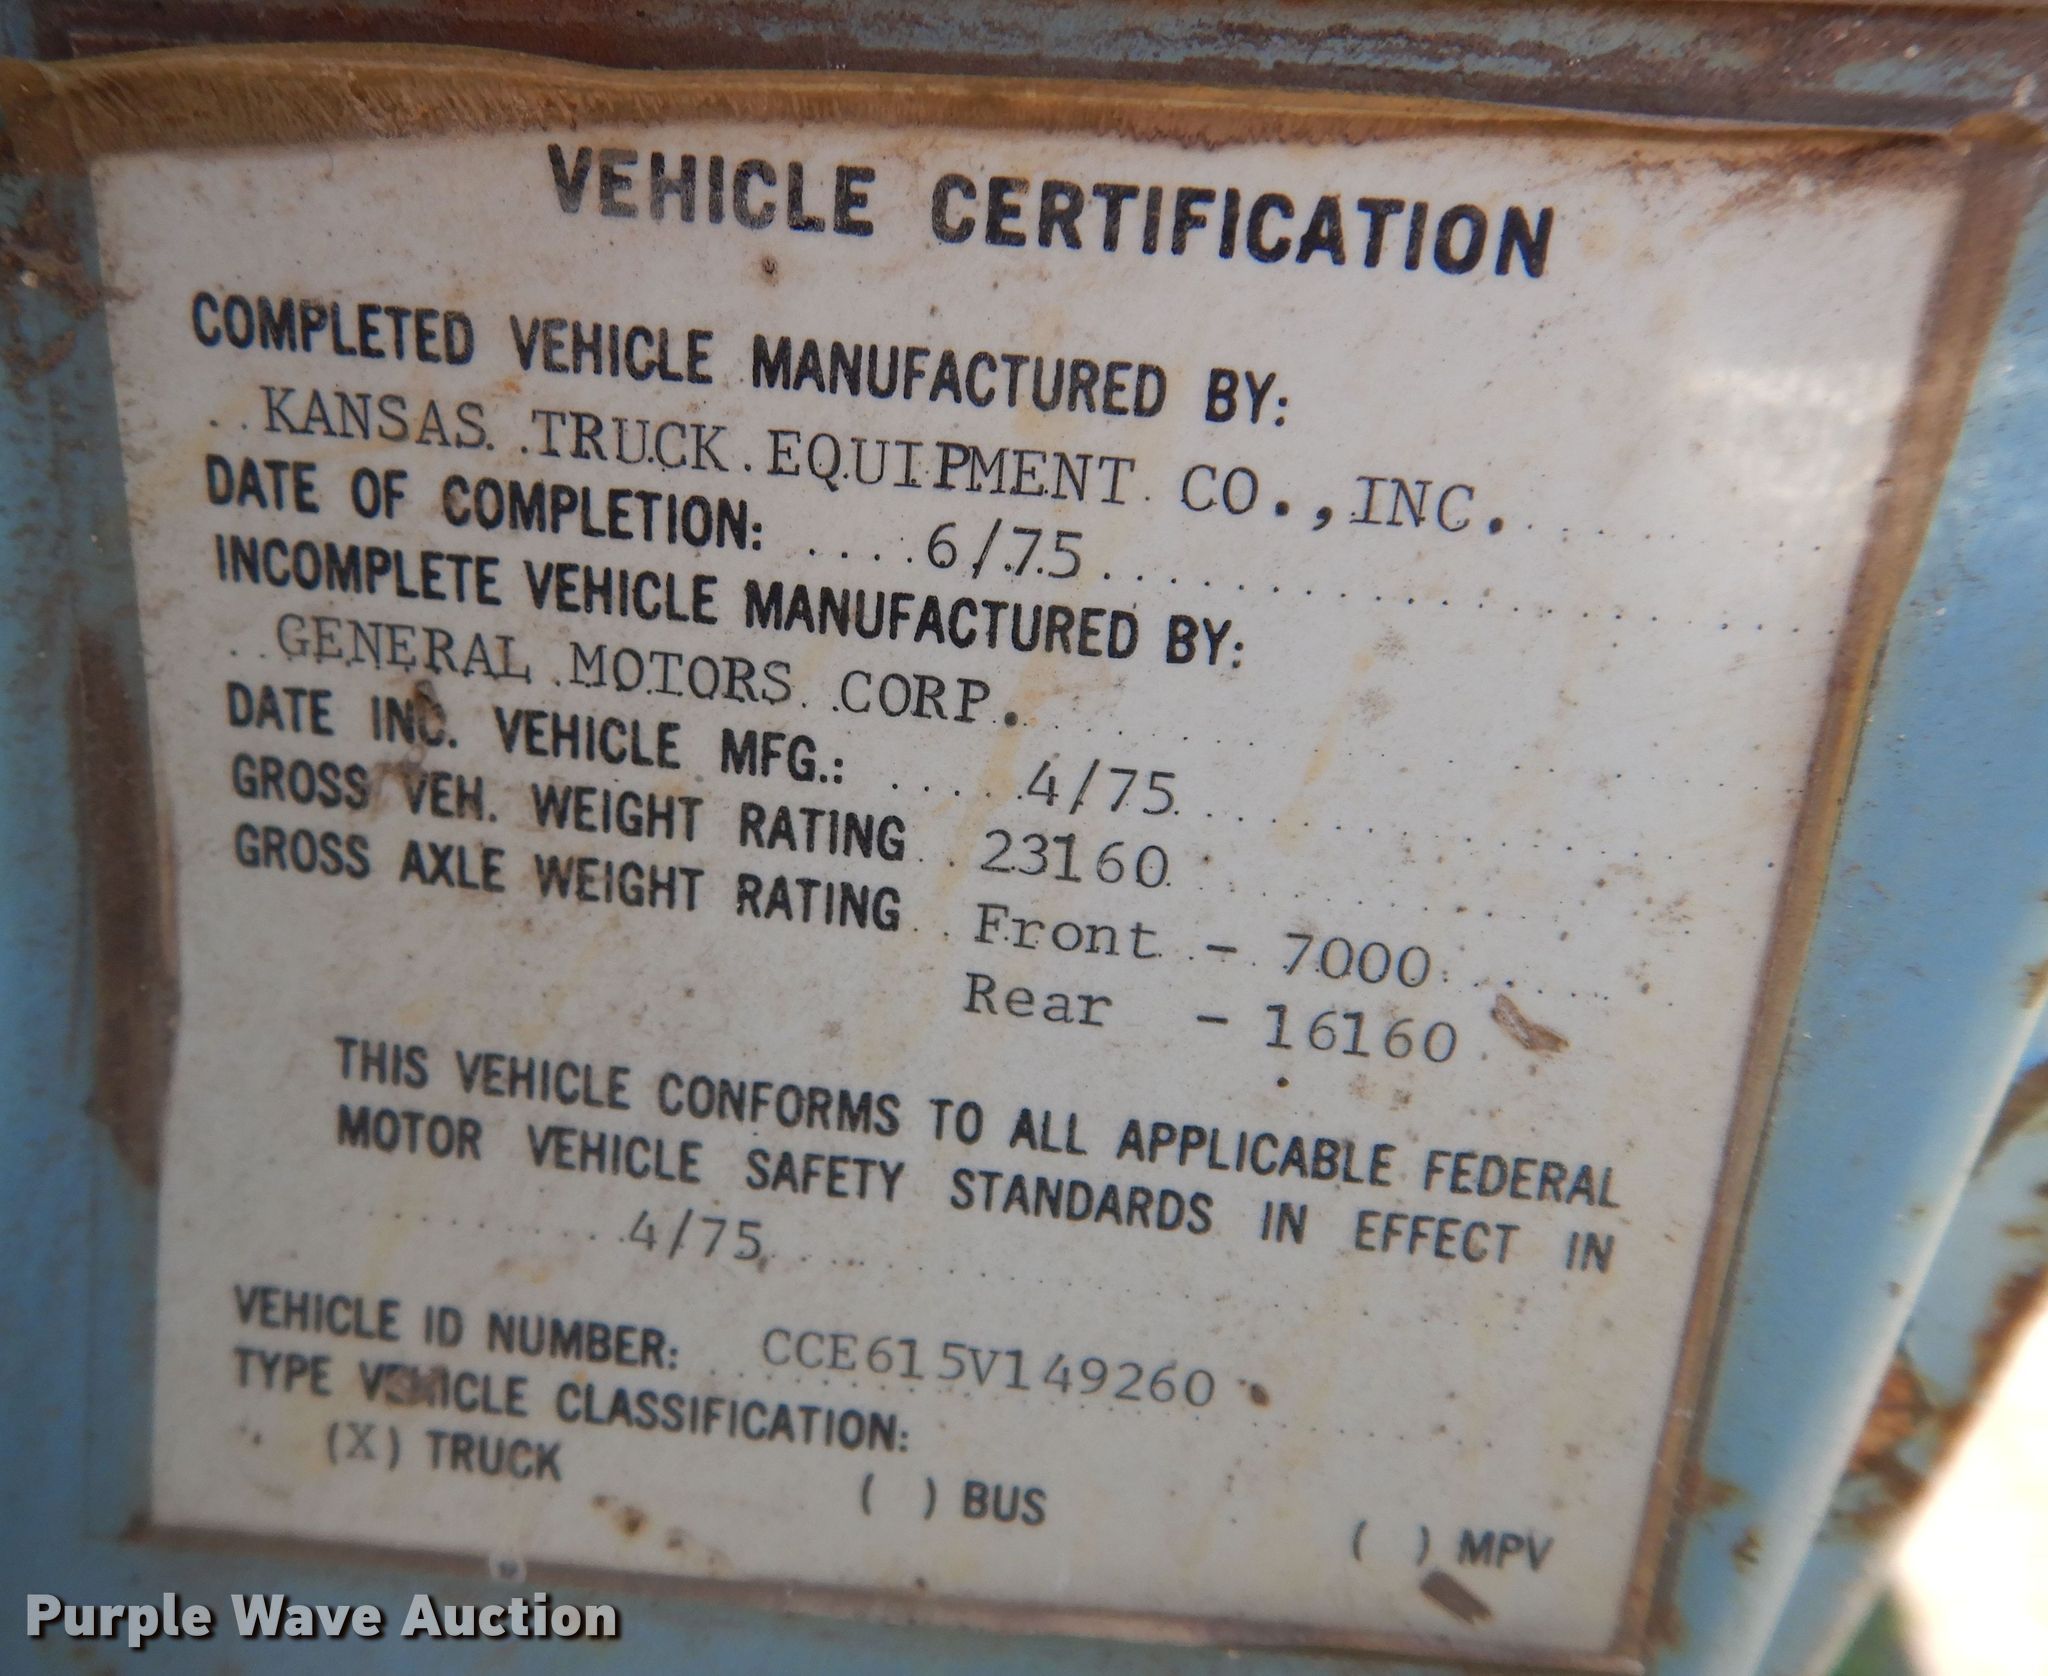 VEHICLE CERTIFICATION
COMPLETED VEHICLE MANUFACTURED BY:
KANSAS TRUCK EQUIPMENT CO., INC.
DATE OF COMPLETION: 6/75
INCOMPLETE VEHICLE MANUFACTURED BY:
GENERAL MOTORS CORP.
DATE INC. VEHICLE MFG.: 4/75
GROSS VEH. WEIGHT RATING 23160
GROSS AXLE WEIGHT RATING Front - 7000
Rear - 16160
THIS VEHICLE CONFORMS TO ALL APPLICABLE FEDERAL
MOTOR VEHICLE SAFETY STANDARDS IN EFFECT IN
4/75
VEHICLE ID NUMBER: CCE615V149260
TYPE VEHICLE CLASSIFICATION:
(X) TRUCK ( ) BUS ( ) MPV
Purple Wave Auction